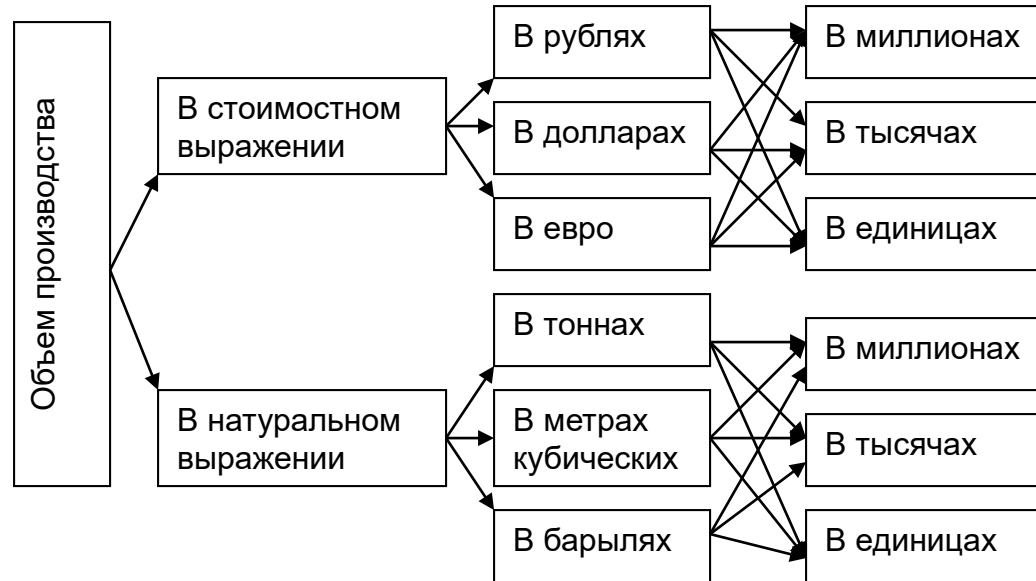 Объем производства
В стоимостном
выражении
В натуральном
выражении
В рублях
В долларах
В евро
В тоннах
В метрах
кубических
В барылях
В миллионах
В тысячах
В единицах
В миллионах
В тысячах
В единицах